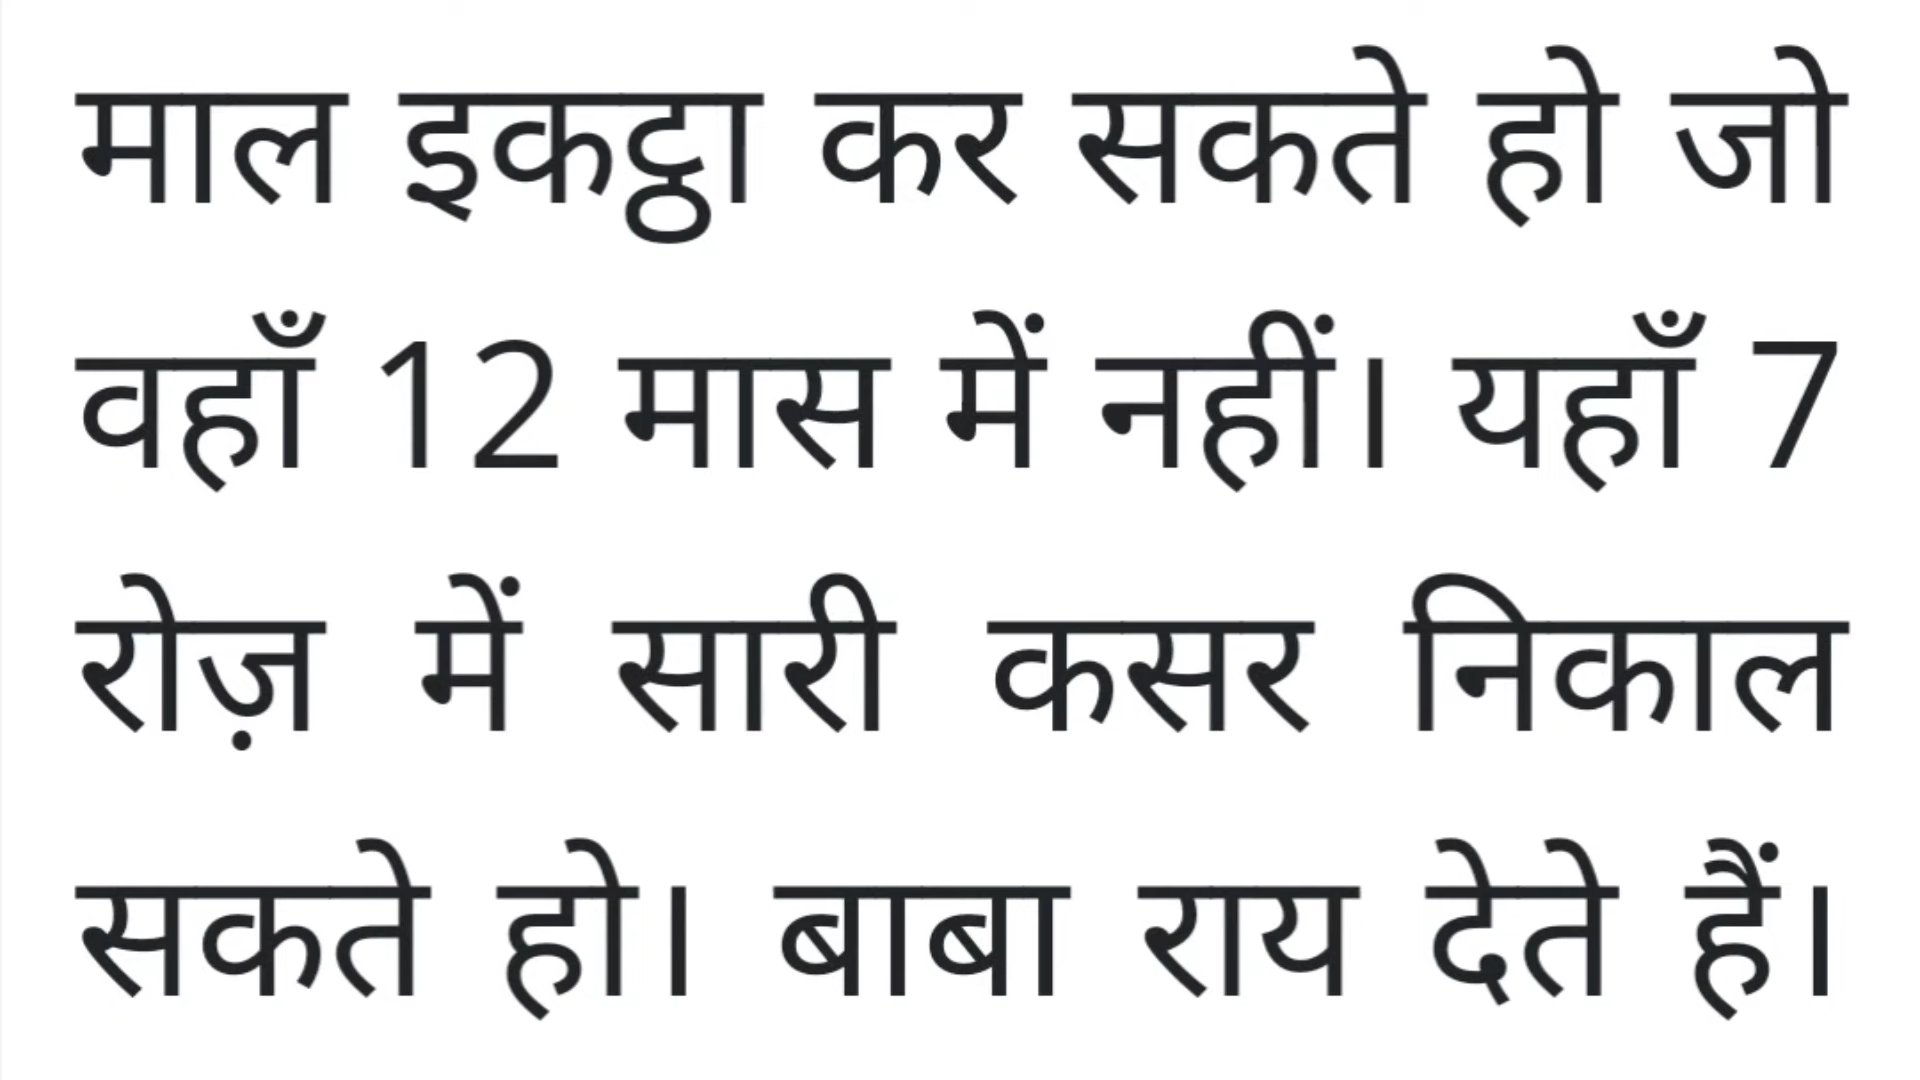 माल इकट्ठा कर सकते हो जो
वहाँ 12 मास में नहीं। यहाँ 7
रोज़ में सारी कसर निकाल
सकते हो। बाबा राय देते हैं।